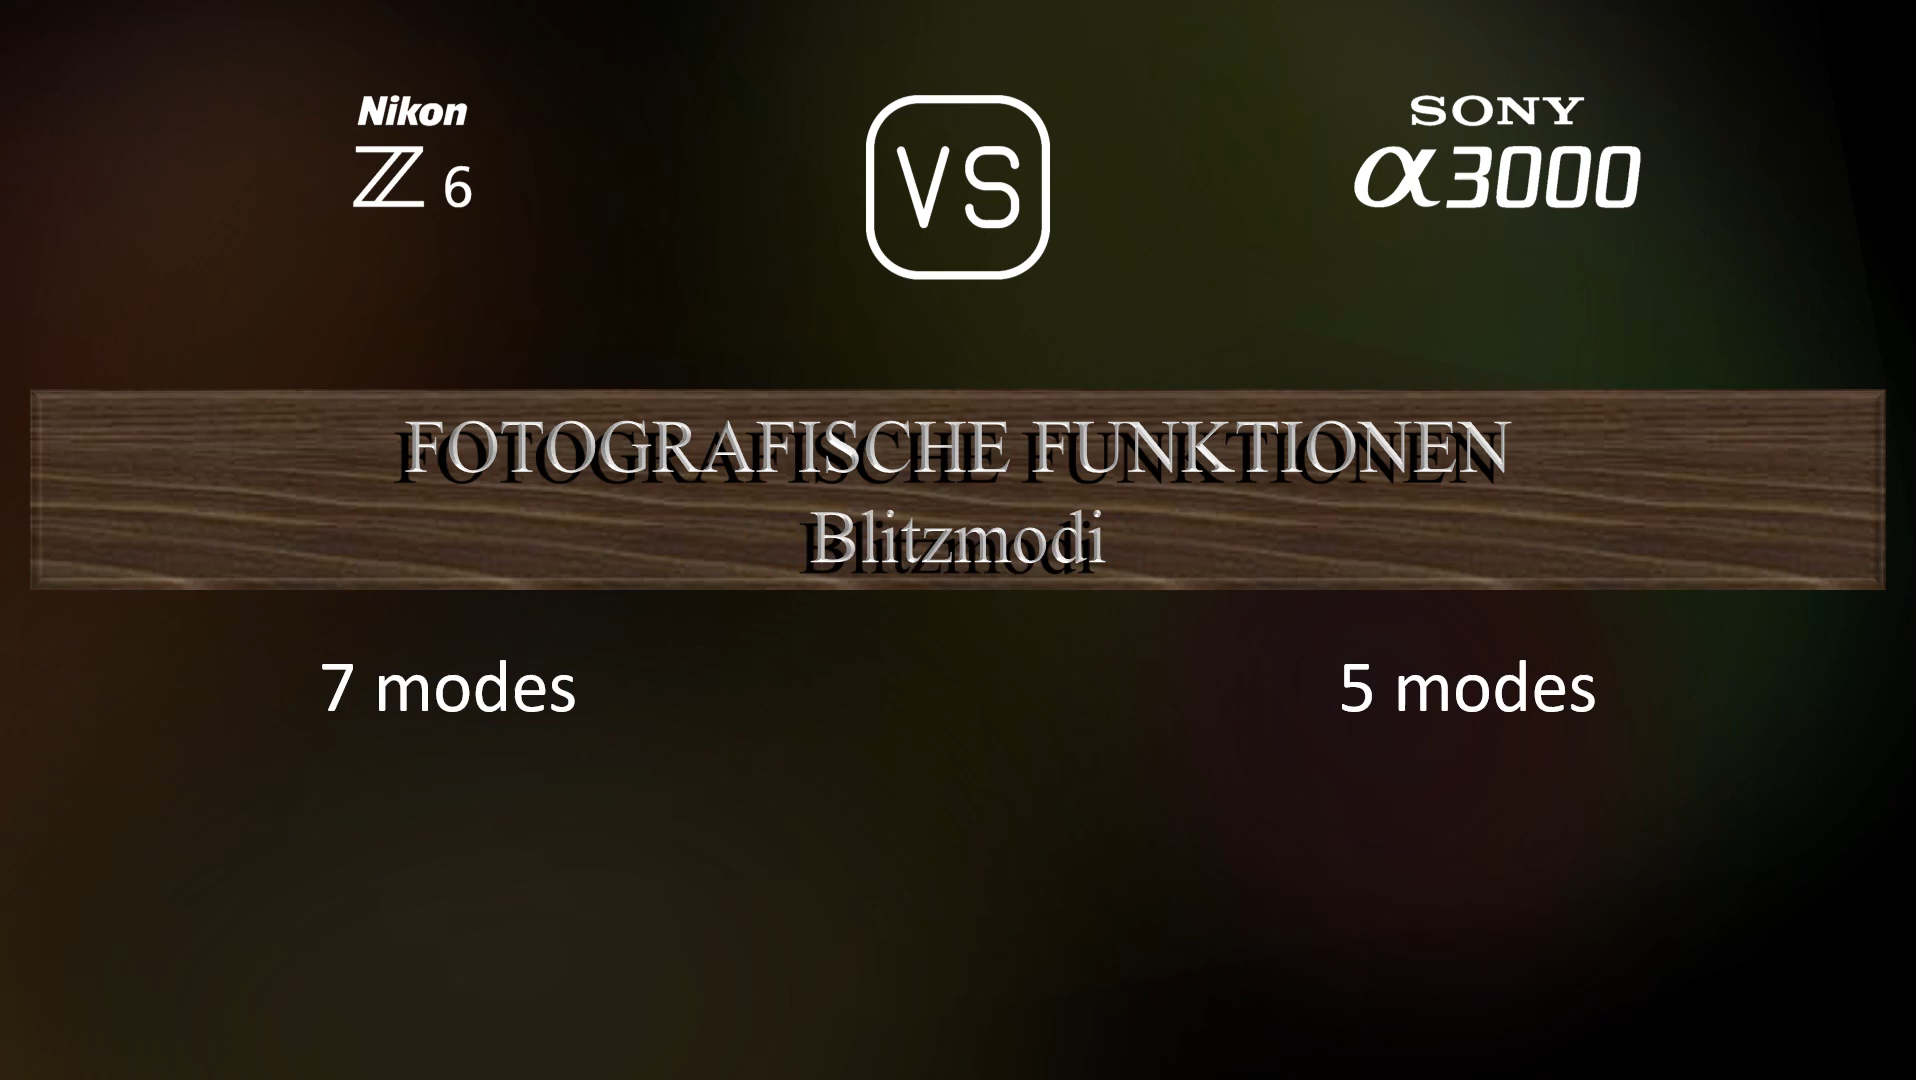 Nikon
Z 6
VS
SONY
α3000
FOTOGRAFISCHE FUNKTIONEN
Blitzmodi
7 modes
5 modes